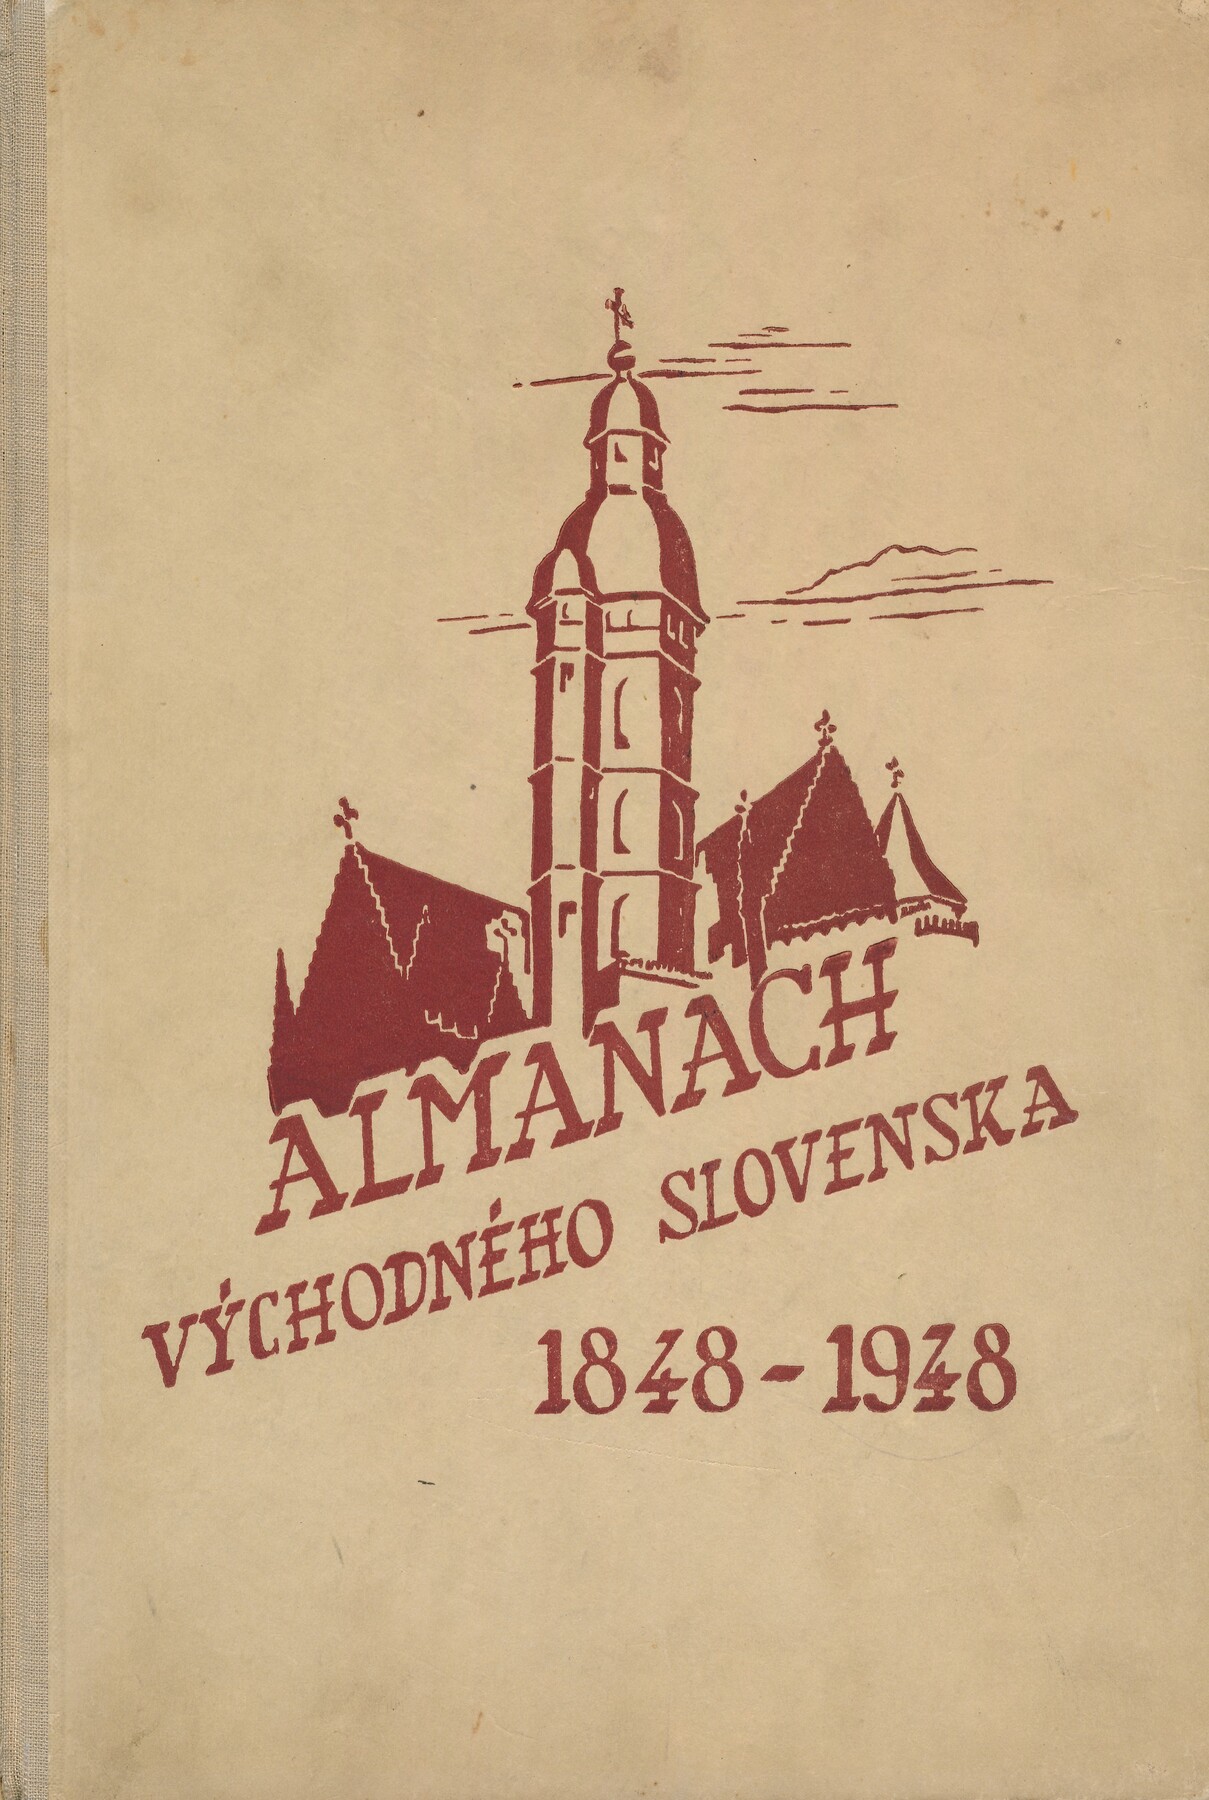 ALMANACH
VÝCHODNÉHO SLOVENSKA
1848-1948